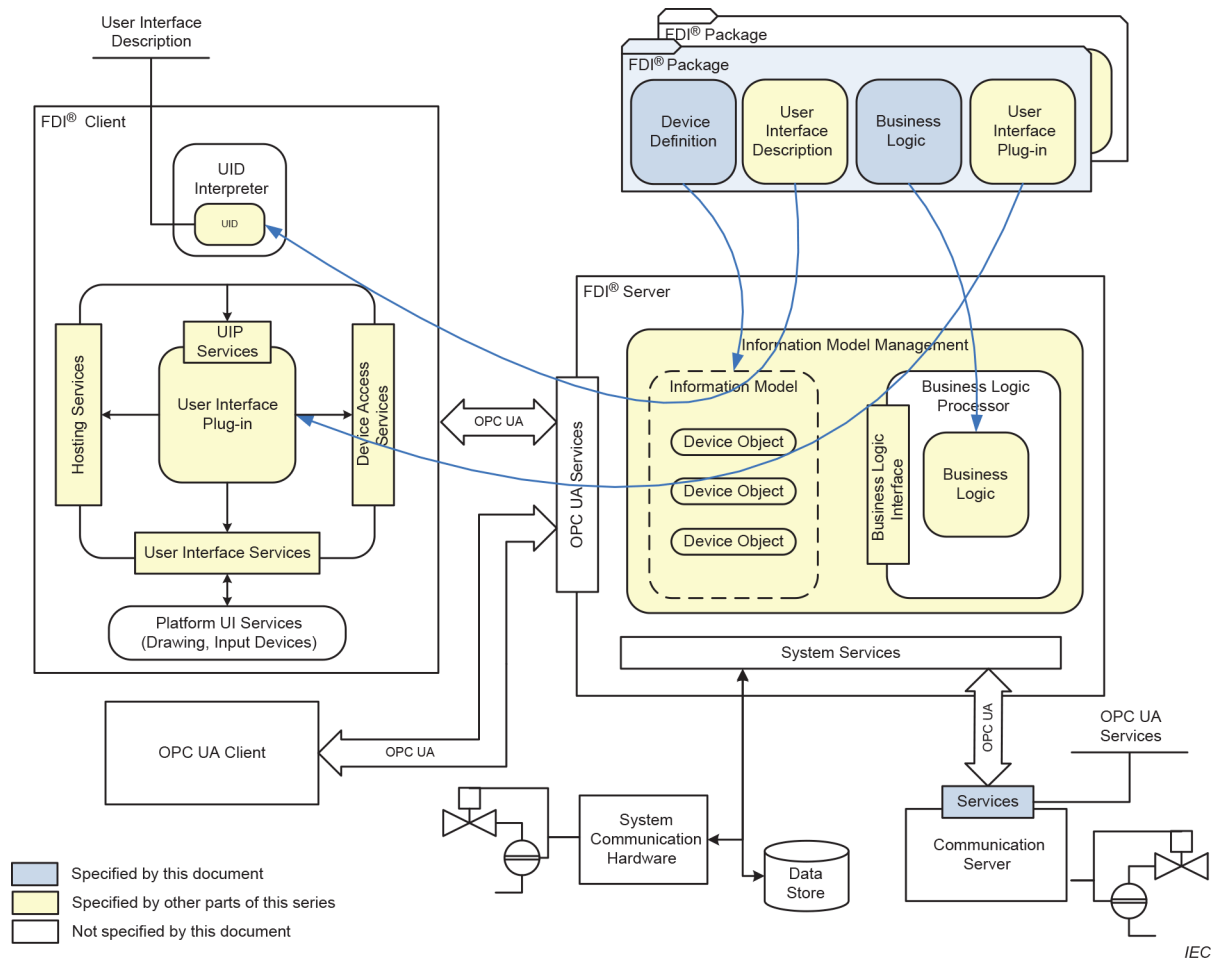 User Interface
Description
FDI® Package
FDI® Package
Device
Definition
User
Interface
Description
Business
Logic
User
Interface
Plug-in
FDI® Client
UID
Interpreter
UID
UIP
Services
Hosting Services
User Interface
Plug-in
Device Access
Services
User Interface Services
Platform UI Services
(Drawing, Input Devices)
OPC UA
OPC UA Services
FDI® Server
Information Model Management
Information Model
Device Object
Device Object
Device Object
Business Logic
Processor
Business Logic
Interface
Business
Logic
System Services
OPC UA Client
OPC UA
OPC UA
OPC UA
Services
Services
Communication
Server
System
Communication
Hardware
Data
Store
Specified by this document
Specified by other parts of this series
Not specified by this document
IEC